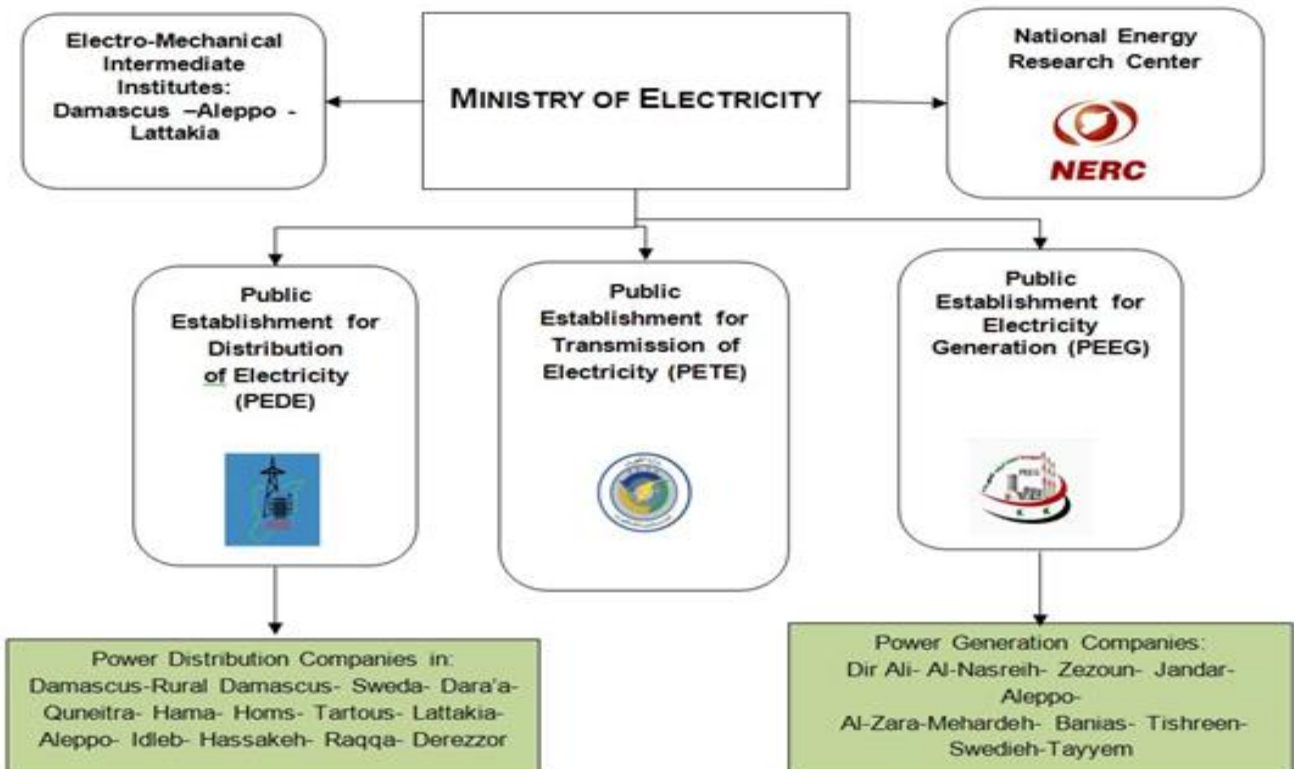 Electro-Mechanical
Intermediate
Institutes:
Damascus –Aleppo -
Lattakia
MINISTRY OF ELECTRICITY
National Energy
Research Center
NERC
Public
Establishment for
Distribution
of Electricity
(PEDE)
Public
Establishment for
Transmission of
Electricity (PETE)
Public
Establishment for
Electricity
Generation (PEEG)
PEEG
Power Distribution Companies in:
Damascus-Rural Damascus- Sweda- Dara'a-
Quneitra- Hama- Homs- Tartous- Lattakia-
Aleppo- Idleb- Hassakeh- Raqqa- Derezzor
Power Generation Companies:
Dir Ali- Al-Nasreih- Zezoun- Jandar-
Aleppo-
Al-Zara-Mehardeh- Banias- Tishreen-
Swedieh-Tayyem